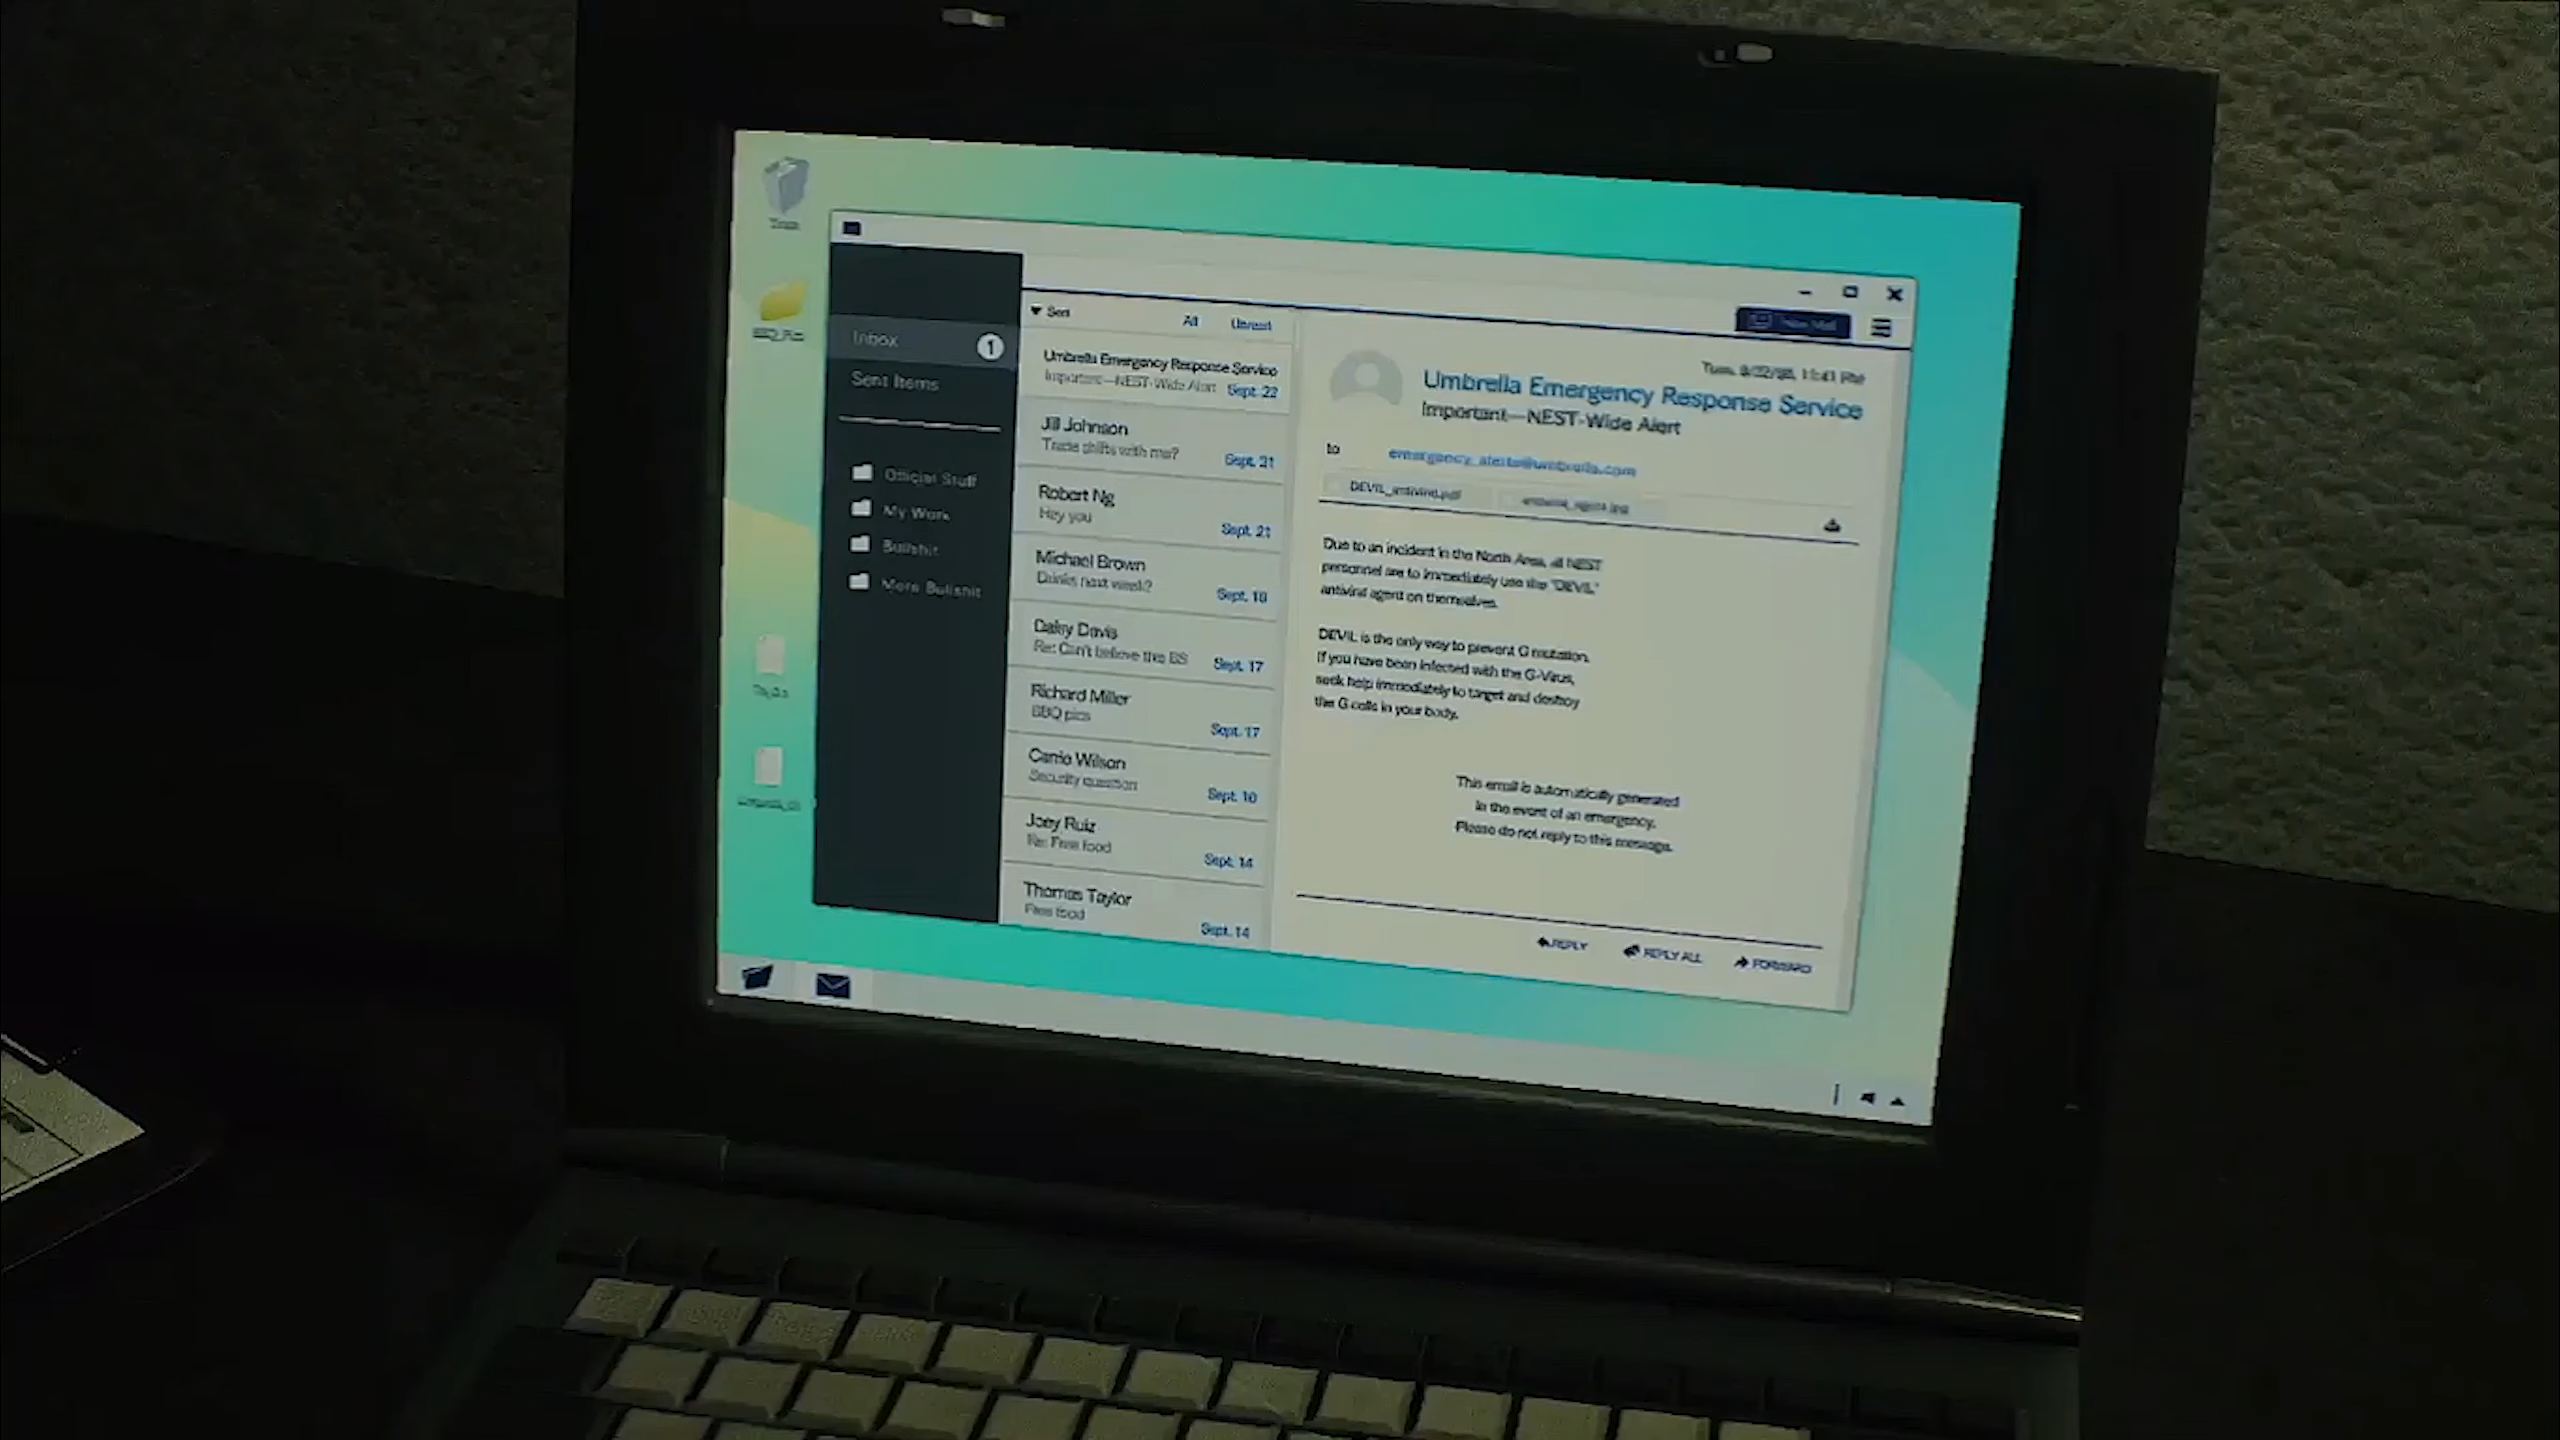 Inbox
1
Sent Items
Official Stuff
My Work
Bullshit
More Bullshit
Sort
All
Unread
Umbrella Emergency Response Service
Important—NEST-Wide Alert
Sept. 22
Jill Johnson
Trade shifts with me?
Sept. 21
Robert Ng
Hey you
Sept. 21
Michael Brown
Drinks next week?
Sept. 18
Daisy Davis
Re: Can't believe this BS
Sept. 17
Richard Miller
BBQ pics
Sept. 17
Carrie Wilson
Security question
Sept. 16
Joey Ruiz
Re: Free food
Sept. 14
Thomas Taylor
Free food
Sept. 14
New Mail
Umbrella Emergency Response Service
Important—NEST-Wide Alert
to
emergency_alerts@umbrella.com
DEVIL_antiviral.pdf
Due to an incident in the North Area, all NEST
personnel are to immediately use the "DEVIL"
antiviral agent on themselves.
DEVIL is the only way to prevent G mutation.
If you have been infected with the G-Virus,
seek help immediately to target and destroy
the G cells in your body.
This email is automatically generated
in the event of an emergency.
Please do not reply to this message.
REPLY
REPLY ALL
FORWARD